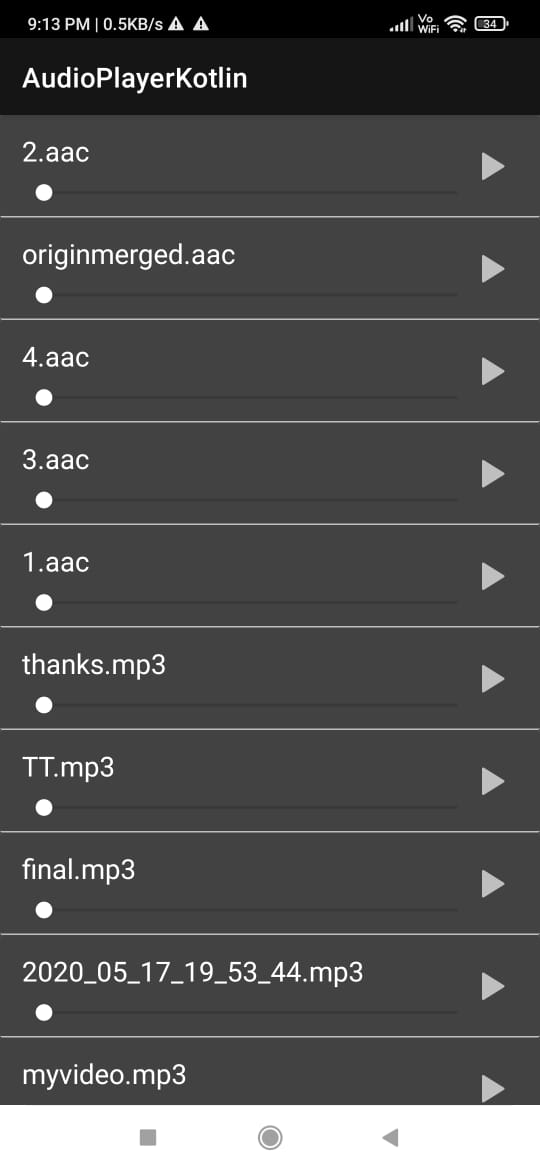 9:13 PM | 0.5KB/s
Vo
WiFi
34
AudioPlayerKotlin
2.aac
originmerged.aac
4.aac
3.aac
1.aac
thanks.mp3
TT.mp3
final.mp3
2020_05_17_19_53_44.mp3
myvideo.mp3